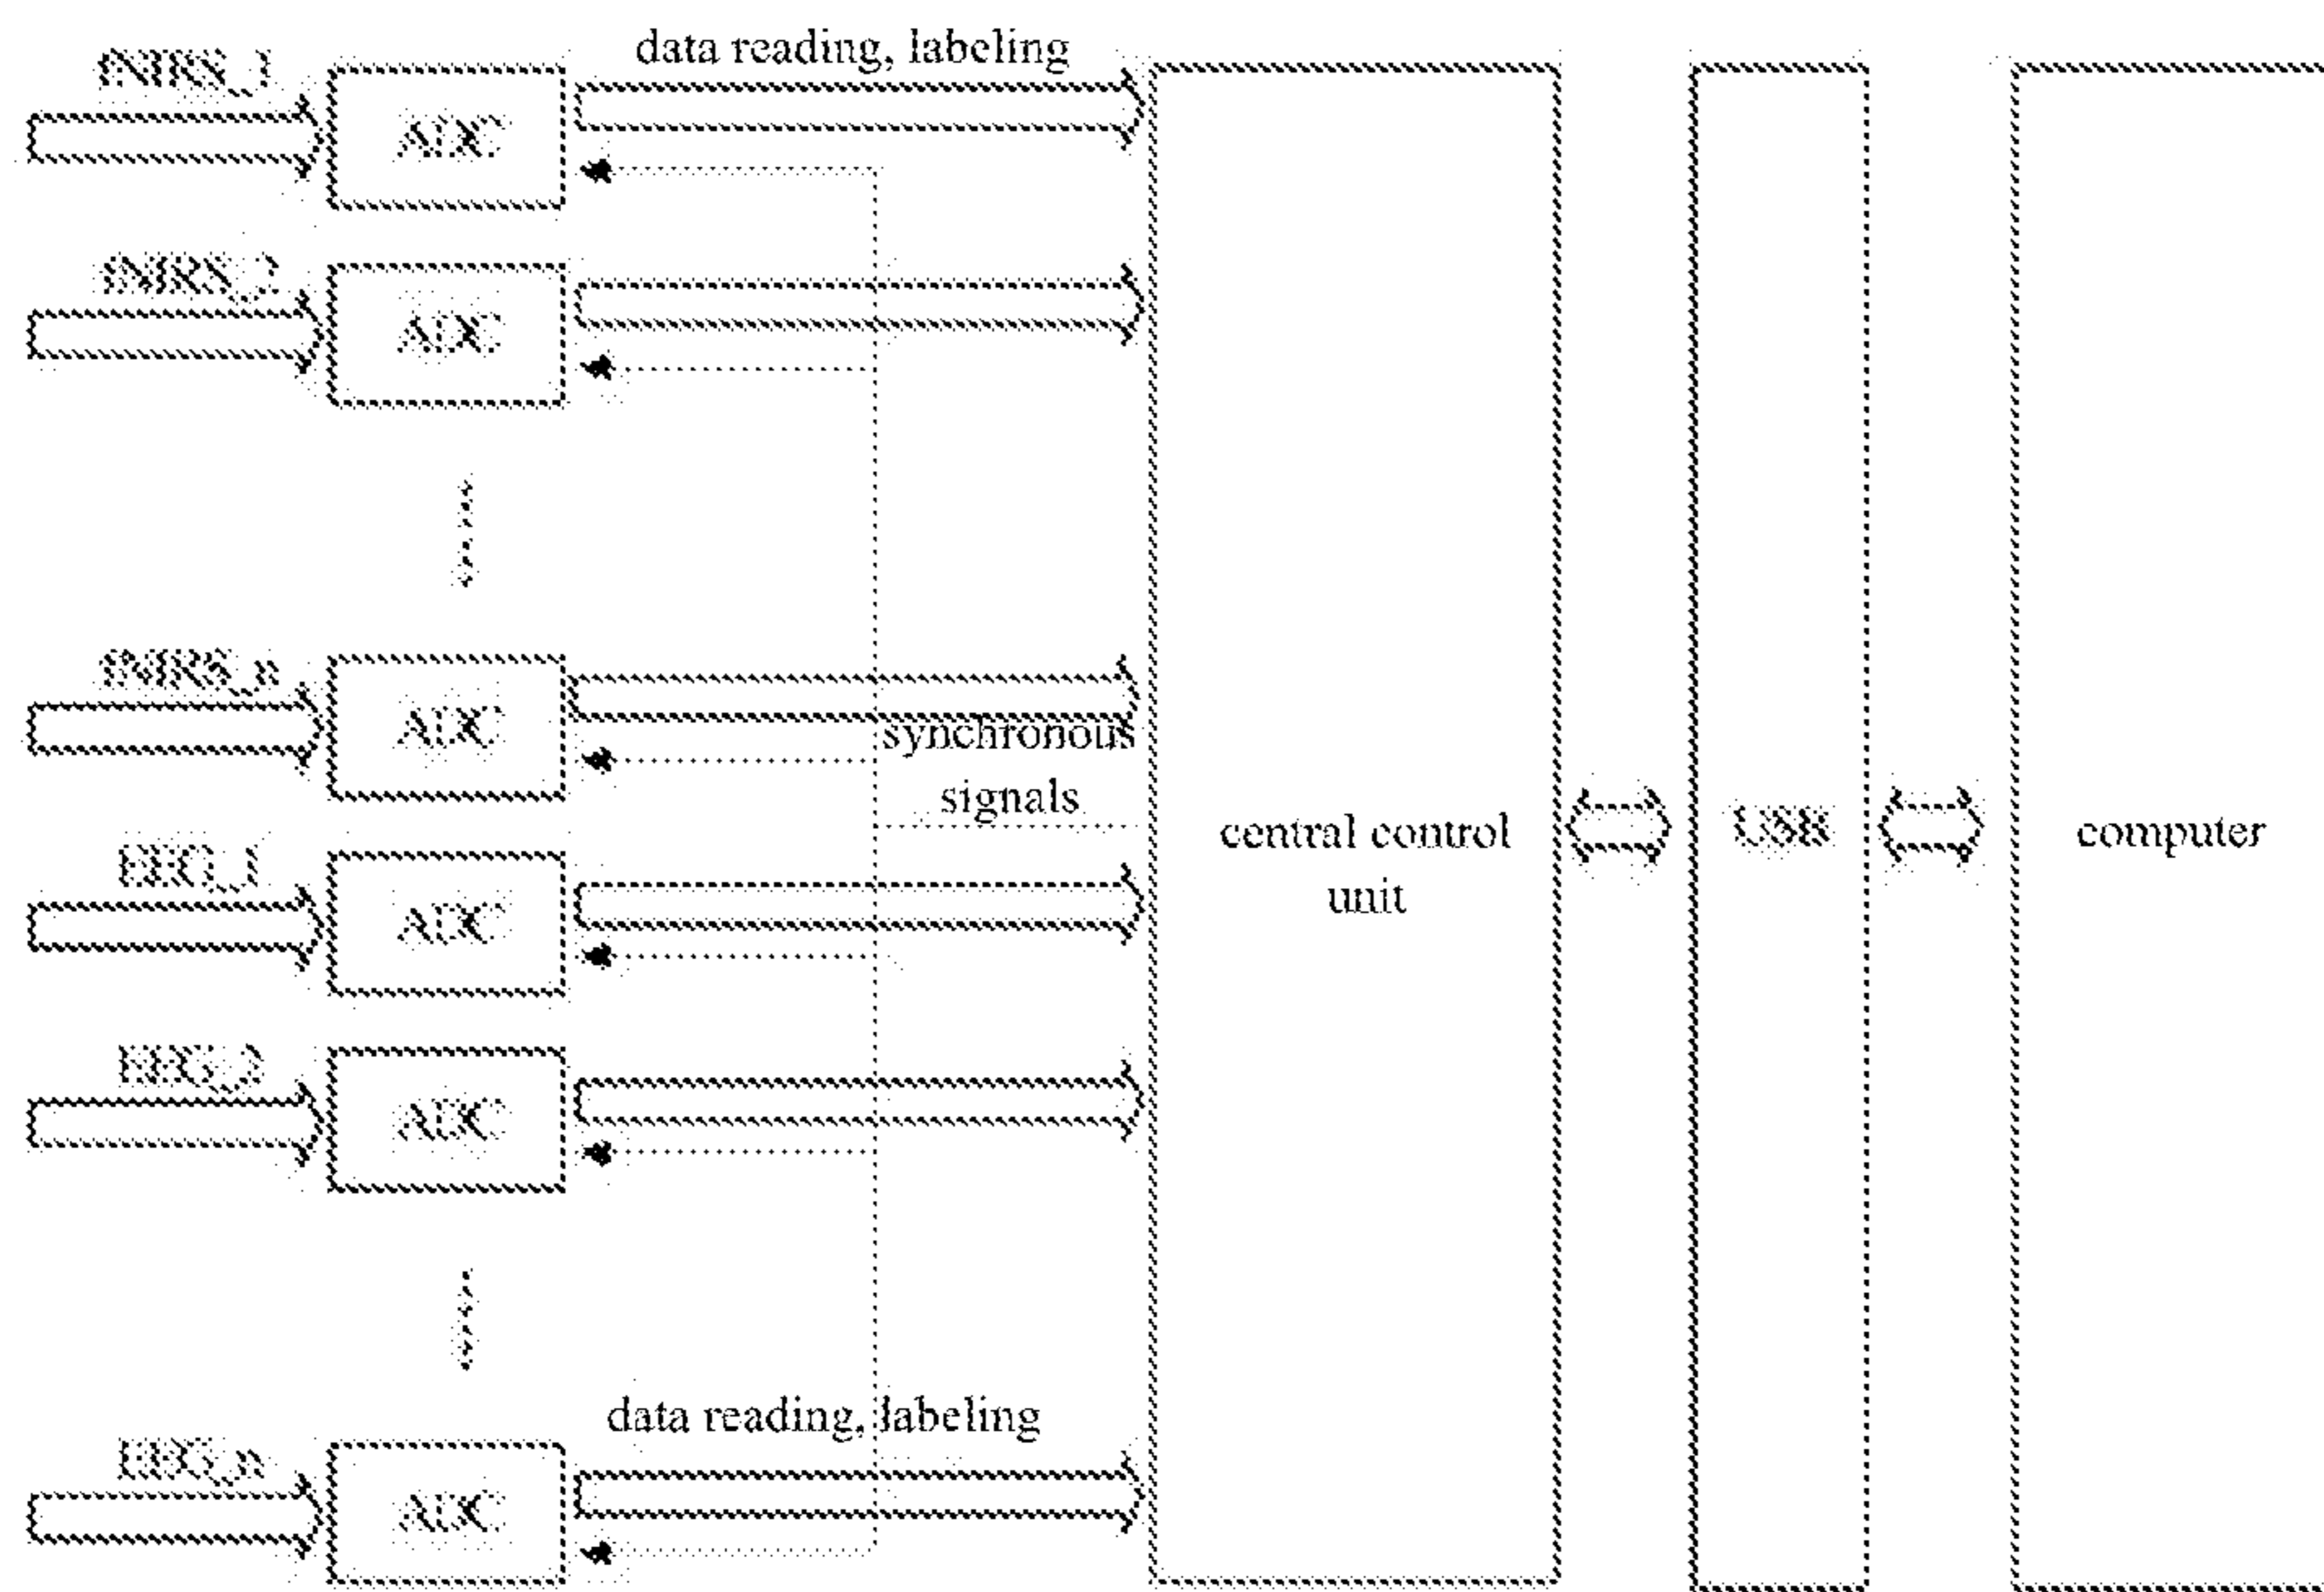 data reading, labeling
fNIRS_1
ADC
fNIRS_2
ADC
fNIRS_n
ADC
synchronous
signals
EEG_1
ADC
central control
unit
USB
computer
EEG_2
ADC
data reading, labeling
EEG_n
ADC